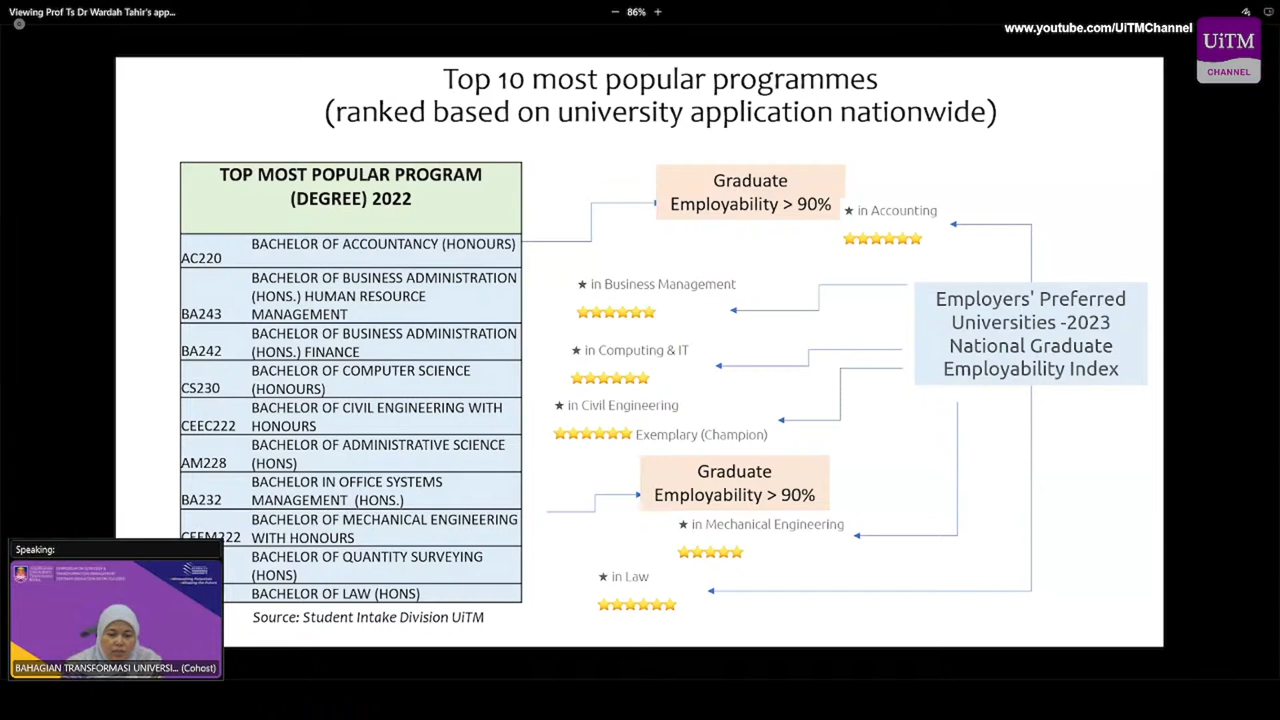 Viewing Prof Ts Dr Wardah Tahir's app...
86%
www.youtube.com/UiTMChannel
UiTM
CHANNEL
Top 10 most popular programmes
(ranked based on university application nationwide)
TOP MOST POPULAR PROGRAM
(DEGREE) 2022
AC220 BACHELOR OF ACCOUNTANCY (HONOURS)
BACHELOR OF BUSINESS ADMINISTRATION
(HONS.) HUMAN RESOURCE
BA243 MANAGEMENT
BACHELOR OF BUSINESS ADMINISTRATION
BA242 (HONS.) FINANCE
BACHELOR OF COMPUTER SCIENCE
CS230 (HONOURS)
BACHELOR OF CIVIL ENGINEERING WITH
CEEC222 HONOURS
BACHELOR OF ADMINISTRATIVE SCIENCE
AM228 (HONS)
BACHELOR IN OFFICE SYSTEMS
BA232 MANAGEMENT (HONS.)
BACHELOR OF MECHANICAL ENGINEERING
CEEM222 WITH HONOURS
BACHELOR OF QUANTITY SURVEYING
(HONS)
BACHELOR OF LAW (HONS)
Source: Student Intake Division UiTM
Graduate
Employability > 90%
★ in Accounting
★ in Business Management
★ in Computing & IT
★ in Civil Engineering
Exemplary (Champion)
Graduate
Employability > 90%
★ in Mechanical Engineering
★ in Law
Employers' Preferred
Universities -2023
National Graduate
Employability Index
Speaking:
BAHAGIAN TRANSFORMASI UNIVERSI... (Cohost)